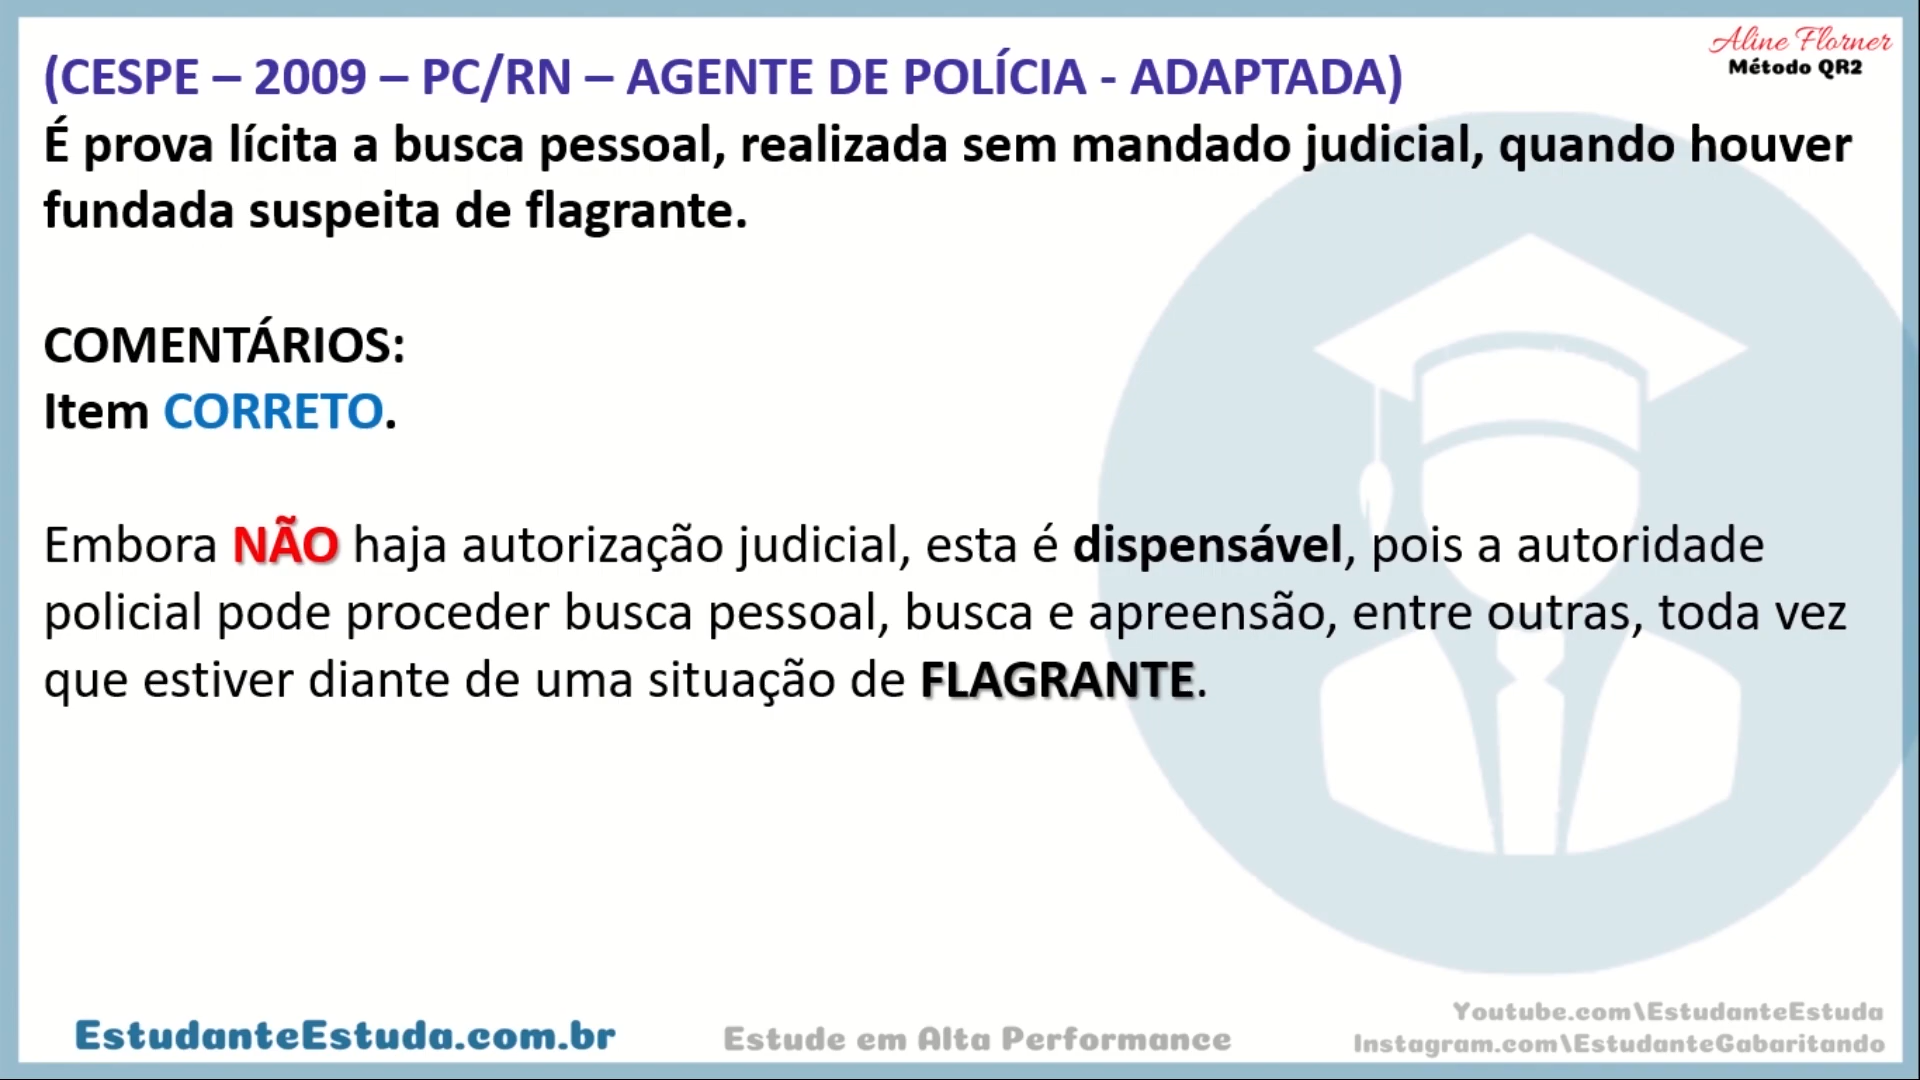 Aline Florner
Método QR2
(CESPE – 2009 – PC/RN – AGENTE DE POLÍCIA - ADAPTADA)
É prova lícita a busca pessoal, realizada sem mandado judicial, quando houver
fundada suspeita de flagrante.
COMENTÁRIOS:
Item CORRETO.
Embora NÃO haja autorização judicial, esta é dispensável, pois a autoridade
policial pode proceder busca pessoal, busca e apreensão, entre outras, toda vez
que estiver diante de uma situação de FLAGRANTE.
EstudanteEstuda.com.br
Estude em Alta Performance
Youtube.com\EstudanteEstuda
Instagram.com\EstudanteGabaritando